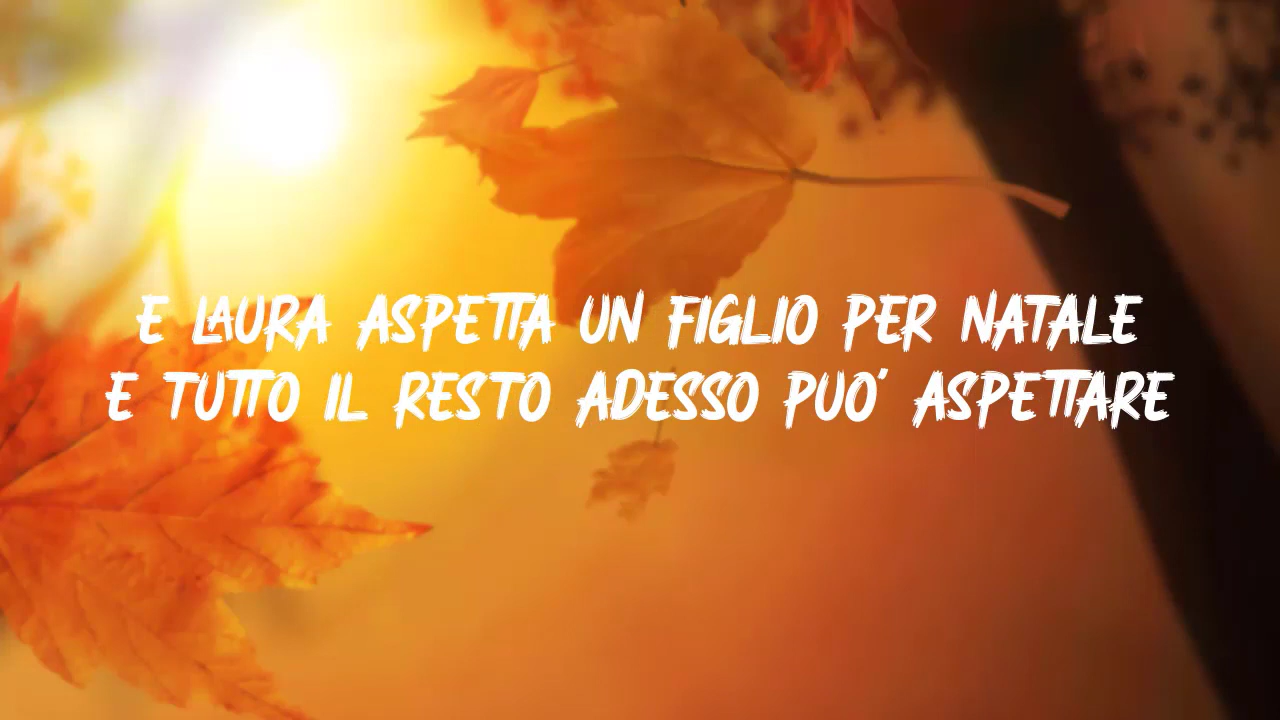 E LAURA ASPETTA UN FIGLIO PER NATALE
E TUTTO IL RESTO ADESSO PUO' ASPETTARE